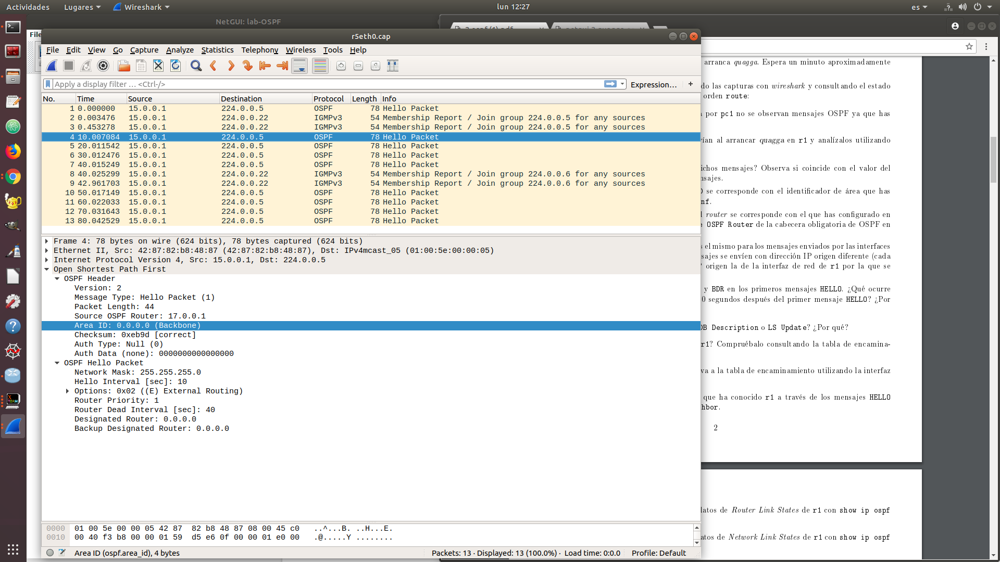 Actividades Lugares Wireshark lun 12:27 es
NetGUI: lab-OSPF
File
r5eth0.cap
File Edit View Go Capture Analyze Statistics Telephony Wireless Tools Help
Apply a display filter … <Ctrl-/> Expression… +
No. Time Source Destination Protocol Length Info
1 0.000000 15.0.0.1 224.0.0.5 OSPF 78 Hello Packet
2 0.003476 15.0.0.1 224.0.0.22 IGMPv3 54 Membership Report / Join group 224.0.0.5 for any sources
3 0.453278 15.0.0.1 224.0.0.22 IGMPv3 54 Membership Report / Join group 224.0.0.5 for any sources
4 10.007084 15.0.0.1 224.0.0.5 OSPF 78 Hello Packet
5 20.011542 15.0.0.1 224.0.0.5 OSPF 78 Hello Packet
6 30.012476 15.0.0.1 224.0.0.5 OSPF 78 Hello Packet
7 40.015249 15.0.0.1 224.0.0.5 OSPF 78 Hello Packet
8 40.025299 15.0.0.1 224.0.0.22 IGMPv3 54 Membership Report / Join group 224.0.0.6 for any sources
9 42.961703 15.0.0.1 224.0.0.22 IGMPv3 54 Membership Report / Join group 224.0.0.6 for any sources
10 50.017149 15.0.0.1 224.0.0.5 OSPF 78 Hello Packet
11 60.022033 15.0.0.1 224.0.0.5 OSPF 78 Hello Packet
12 70.031643 15.0.0.1 224.0.0.5 OSPF 78 Hello Packet
13 80.042529 15.0.0.1 224.0.0.5 OSPF 78 Hello Packet
Frame 4: 78 bytes on wire (624 bits), 78 bytes captured (624 bits)
Ethernet II, Src: 42:87:82:b8:48:87 (42:87:82:b8:48:87), Dst: IPv4mcast_05 (01:00:5e:00:00:05)
Internet Protocol Version 4, Src: 15.0.0.1, Dst: 224.0.0.5
Open Shortest Path First
OSPF Header
Version: 2
Message Type: Hello Packet (1)
Packet Length: 44
Source OSPF Router: 17.0.0.1
Area ID: 0.0.0.0 (Backbone)
Checksum: 0xeb9d [correct]
Auth Type: Null (0)
Auth Data (none): 0000000000000000
OSPF Hello Packet
Network Mask: 255.255.255.0
Hello Interval [sec]: 10
Options: 0x02 ((E) External Routing)
Router Priority: 1
Router Dead Interval [sec]: 40
Designated Router: 0.0.0.0
Backup Designated Router: 0.0.0.0
0000 01 00 5e 00 00 05 42 87 82 b8 48 87 08 00 45 c0 ..^...B. ..H...E.
0010 00 40 f3 b8 00 00 01 59 d5 e6 0f 00 00 01 e0 00 .@.....Y ........
Area ID (ospf.area_id), 4 bytes Packets: 13 · Displayed: 13 (100.0%) · Load time: 0:0.0 Profile: Default
arranca quagga. Espera un minuto aproximadamente
do las capturas con wireshark y consultando el estado
orden route:
por pc1 no se observan mensajes OSPF ya que has
vían al arrancar quagga en r1 y analízalos utilizando
ichos mensajes? Observa si coincide con el valor del
nsajes.
se corresponde con el identificador de área que has
nf.
router se corresponde con el que has configurado en
OSPF Router de la cabecera obligatoria de OSPF en
el mismo para los mensajes enviados por las interfaces
sajes se envíen con dirección IP origen diferente (cada
origen la de la interfaz de red de r1 por la que se
y BDR en los primeros mensajes HELLO. ¿Qué ocurre
0 segundos después del primer mensaje HELLO? ¿Por
DB Description o LS Update? ¿Por qué?
r1? Compruébalo consultando la tabla de encamina-
va a la tabla de encaminamiento utilizando la interfaz
que ha conocido r1 a través de los mensajes HELLO
hbor.
2
latos de Router Link States de r1 con show ip ospf
atos de Network Link States de r1 con show ip ospf